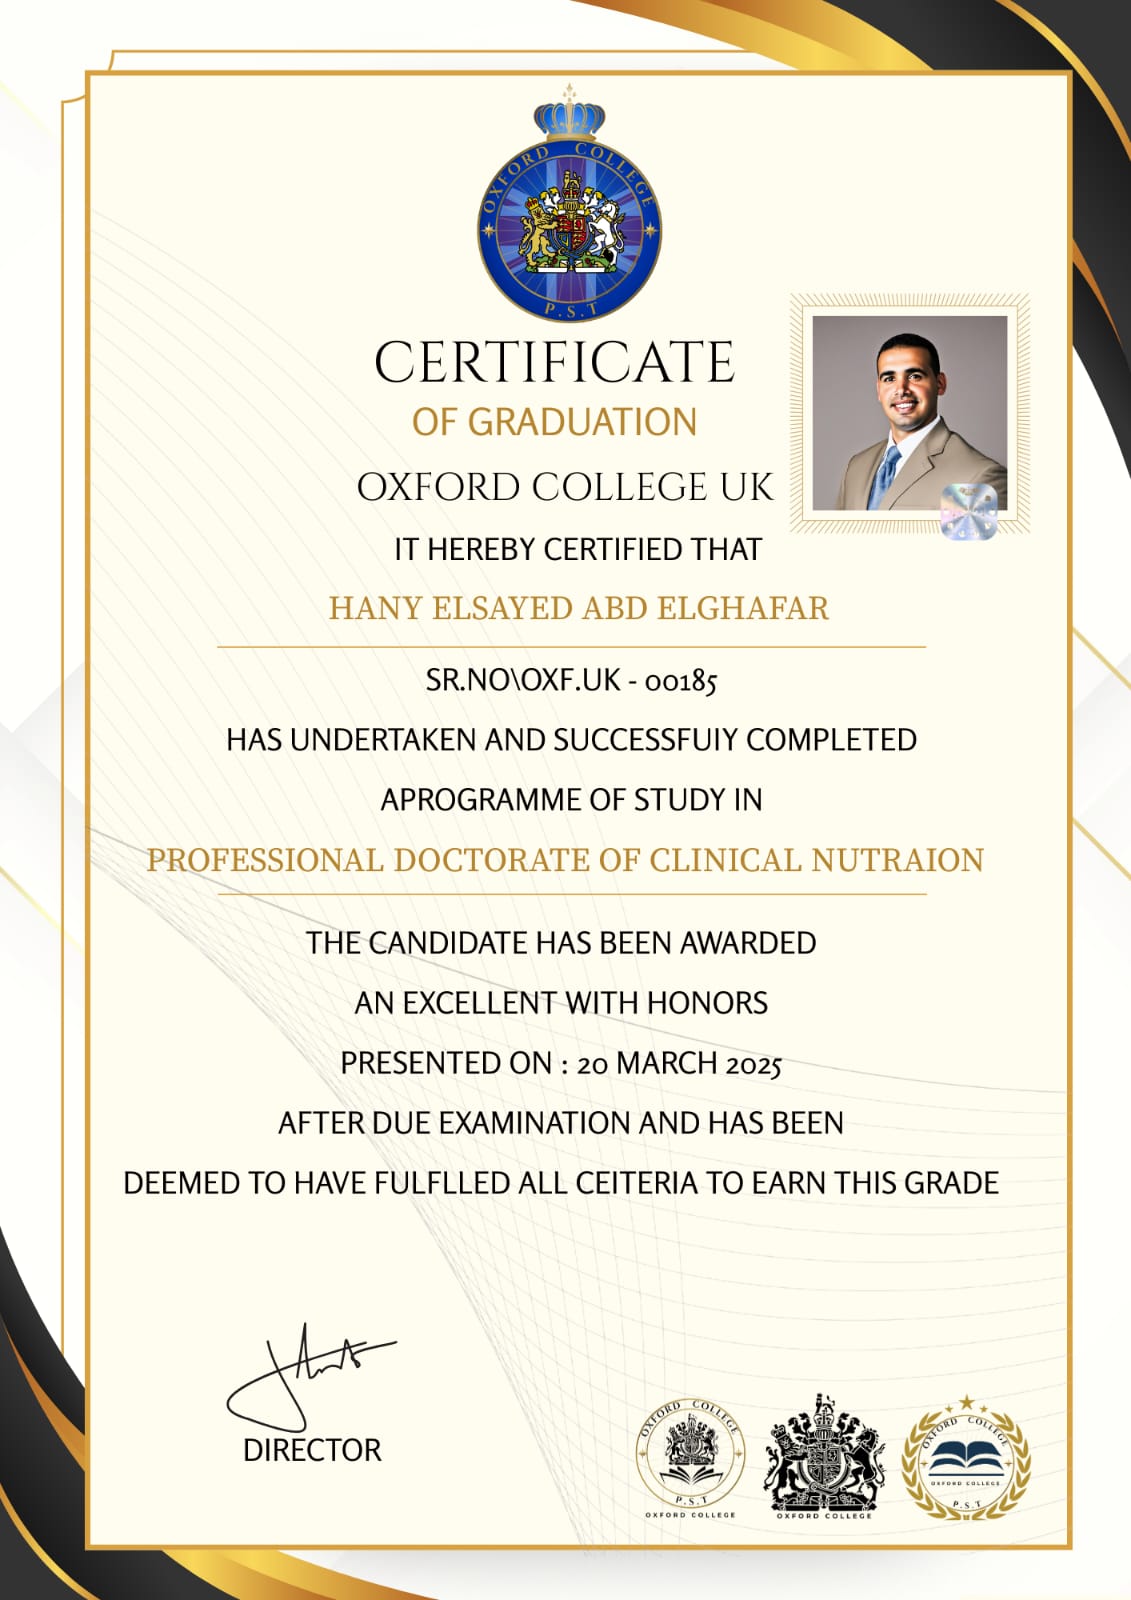 OXFORD COLLEGE
P.S.T
CERTIFICATE
OF GRADUATION
OXFORD COLLEGE UK
IT HEREBY CERTIFIED THAT
HANY ELSAYED ABD ELGHAFAR
SR.NO\OXF.UK - 00185
HAS UNDERTAKEN AND SUCCESSFUIY COMPLETED
APROGRAMME OF STUDY IN
PROFESSIONAL DOCTORATE OF CLINICAL NUTRAION
THE CANDIDATE HAS BEEN AWARDED
AN EXCELLENT WITH HONORS
PRESENTED ON : 20 MARCH 2025
AFTER DUE EXAMINATION AND HAS BEEN
DEEMED TO HAVE FULFLLED ALL CEITERIA TO EARN THIS GRADE
DIRECTOR
OXFORD COLLEGE
P.S.T
OXFORD COLLEGE
OXFORD COLLEGE
OXFORD COLLEGE
OXFORD COLLEGE
P.S.T